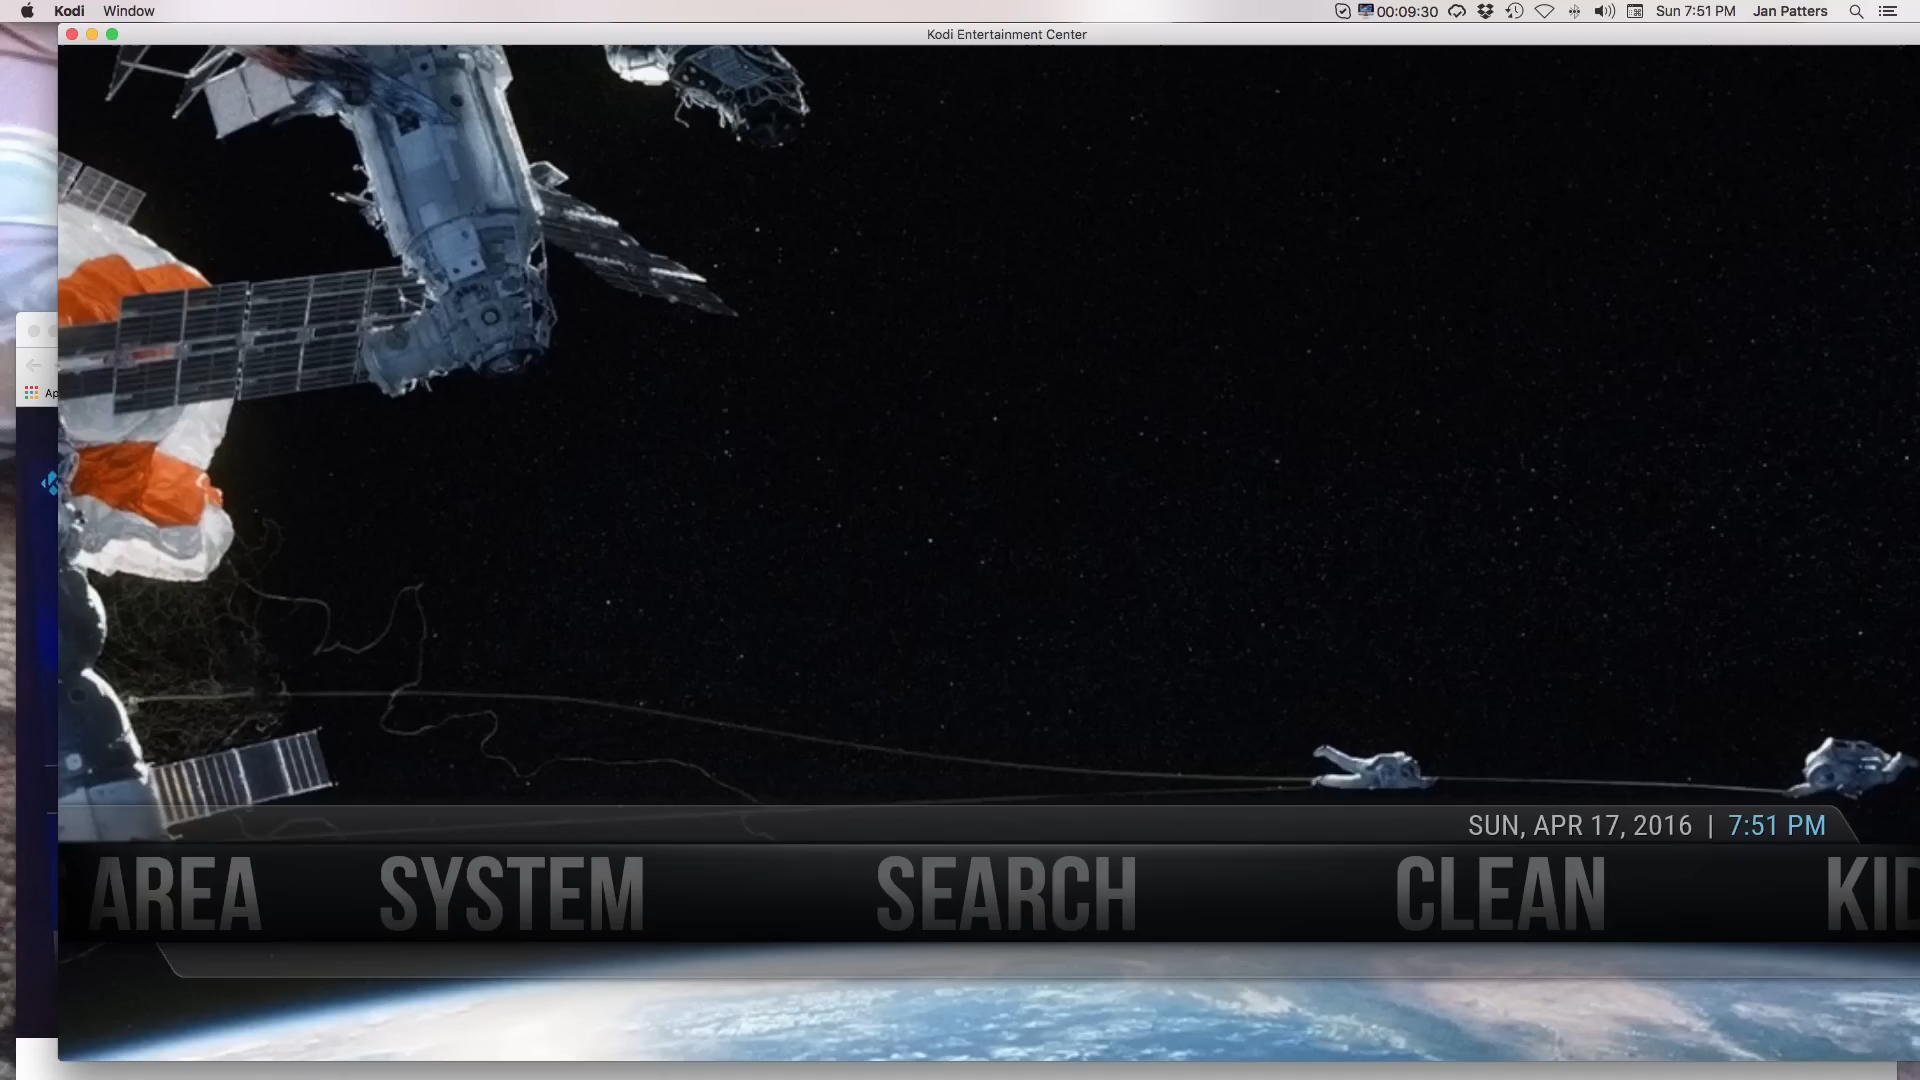 Kodi Window 00:09:30 Sun 7:51 PM Jan Patters
Kodi Entertainment Center
SUN, APR 17, 2016 | 7:51 PM
AREA SYSTEM SEARCH CLEAN